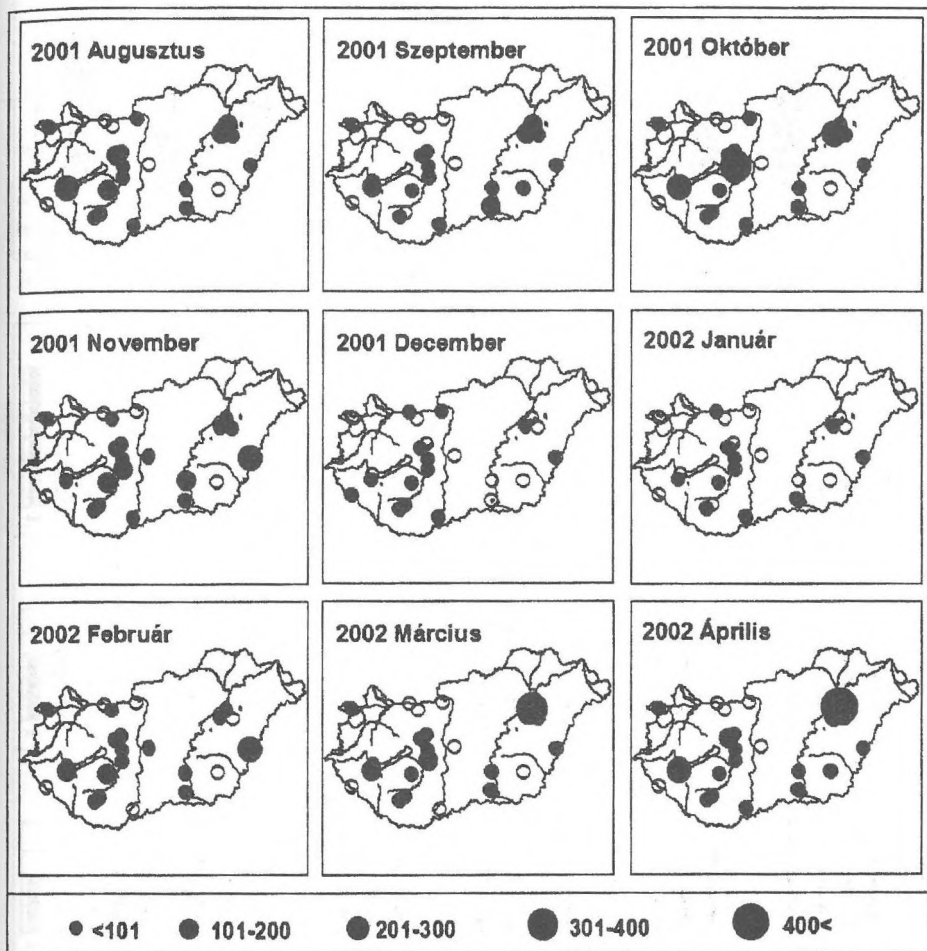 2001 Augusztus
2001 Szeptember
2001 Október
2001 November
2001 December
2002 Január
2002 Február
2002 Március
2002 Április
<101 101-200 201-300 301-400 400<